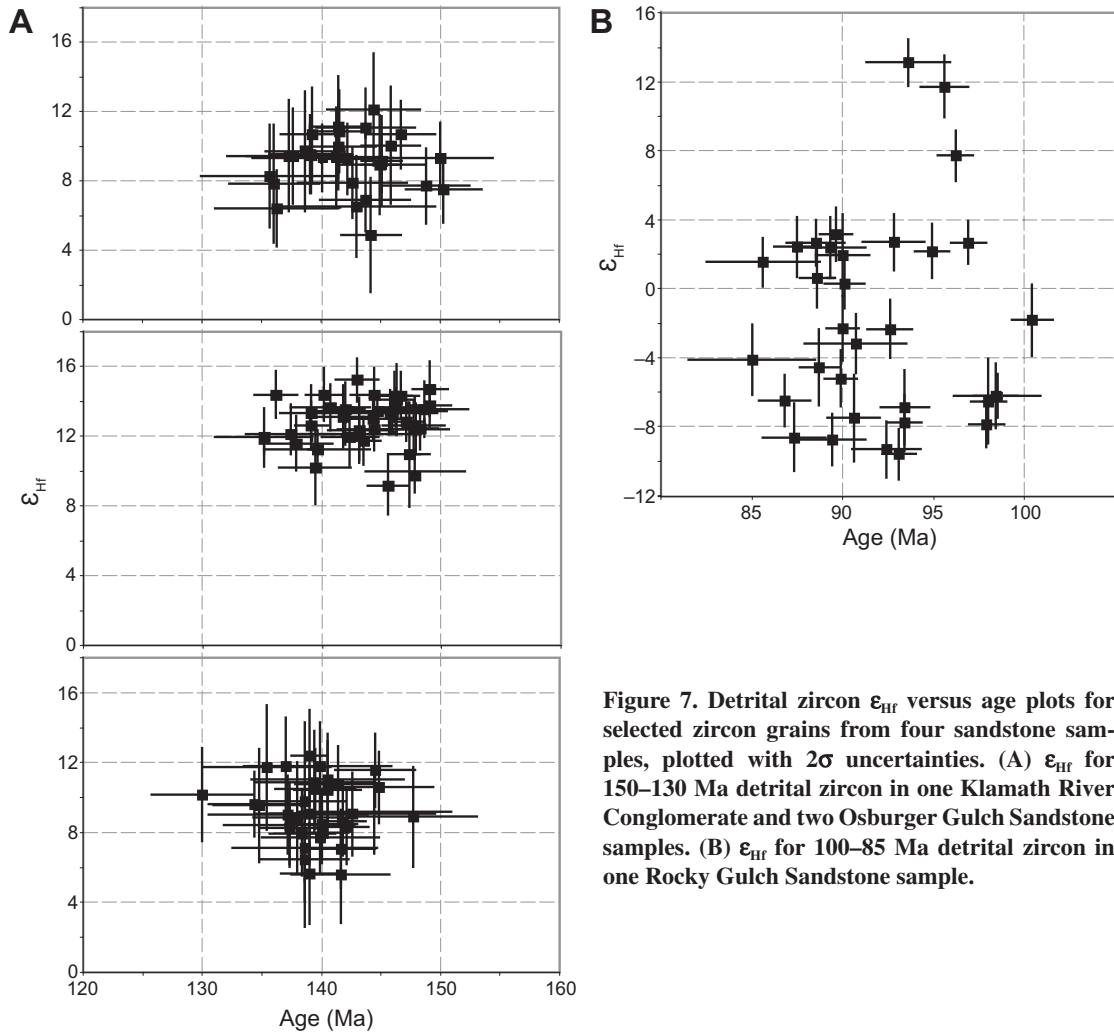 A
16
12
8
4
0
16
12
8
4
0
εHf
16
12
8
4
0
120 130 140 150 160
Age (Ma)
B
16
12
8
4
0
−4
−8
−12
εHf
85 90 95 100
Age (Ma)
Figure 7. Detrital zircon εHf versus age plots for
selected zircon grains from four sandstone sam-
ples, plotted with 2σ uncertainties. (A) εHf for
150–130 Ma detrital zircon in one Klamath River
Conglomerate and two Osburger Gulch Sandstone
samples. (B) εHf for 100–85 Ma detrital zircon in
one Rocky Gulch Sandstone sample.